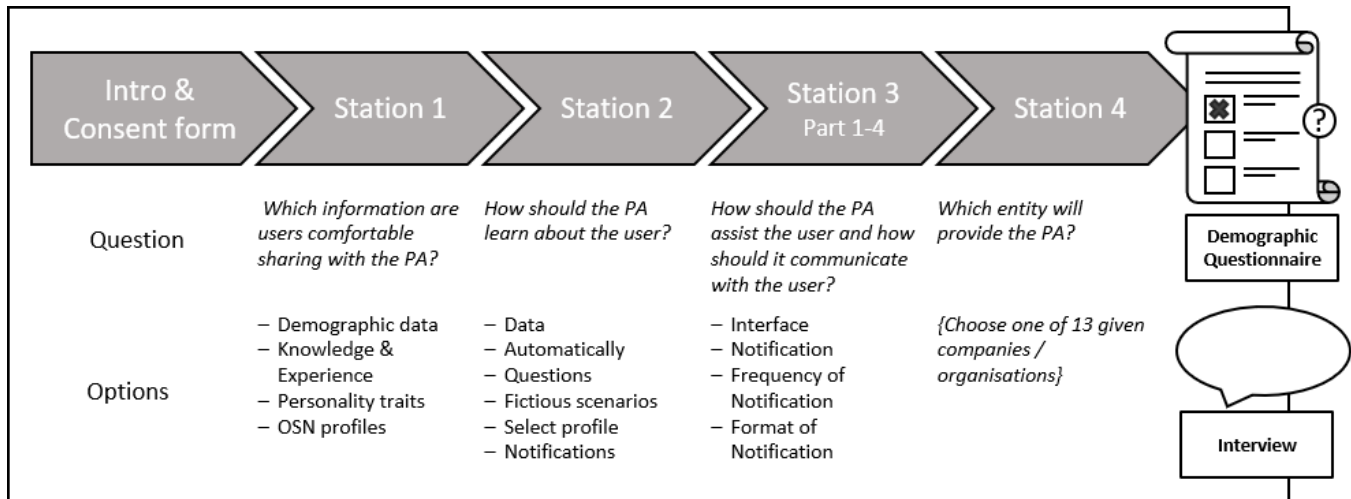 Intro &
Consent form
Station 1
Station 2
Station 3
Part 1-4
Station 4
?
Question
Which information are
users comfortable
sharing with the PA?
How should the PA
learn about the user?
How should the PA
assist the user and how
should it communicate
with the user?
Which entity will
provide the PA?
Demographic
Questionnaire
Options
– Demographic data
– Knowledge &
Experience
– Personality traits
– OSN profiles
– Data
– Automatically
– Questions
– Fictious scenarios
– Select profile
– Notifications
– Interface
– Notification
– Frequency of
Notification
– Format of
Notification
{Choose one of 13 given
companies /
organisations}
Interview